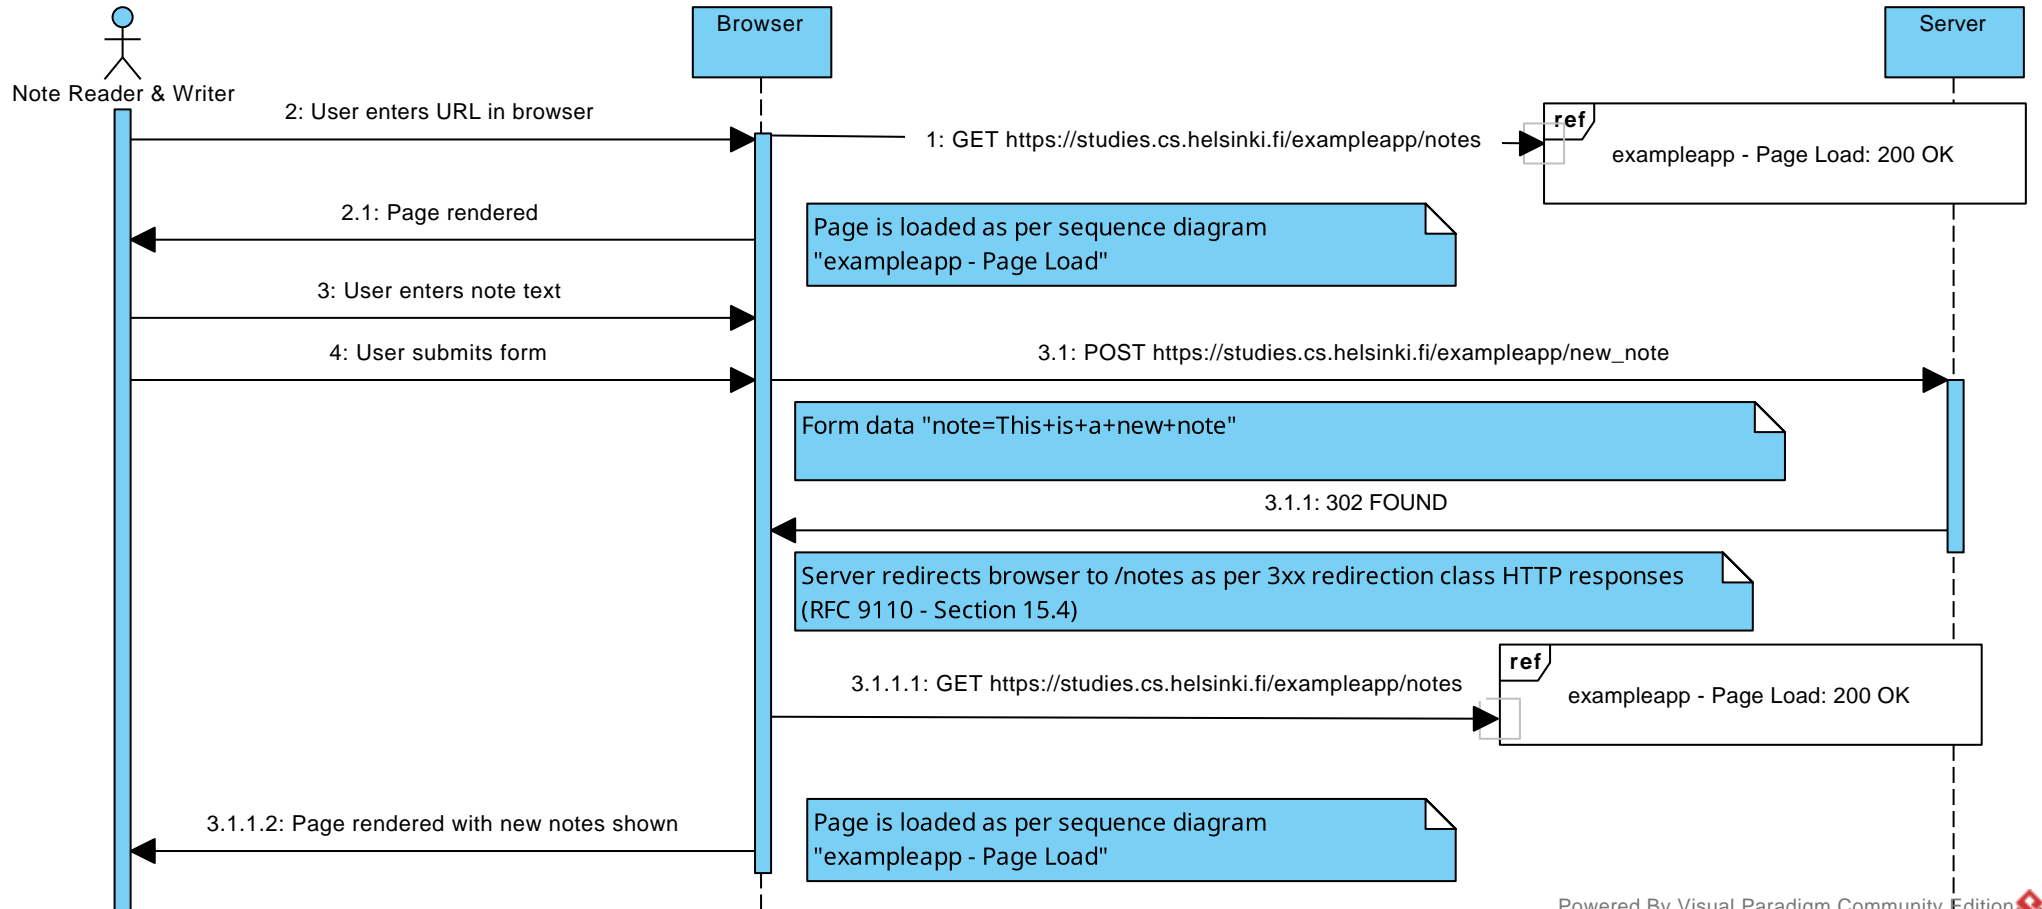 Browser
Server
Note Reader & Writer
2: User enters URL in browser
1: GET https://studies.cs.helsinki.fi/exampleapp/notes
ref
exampleapp - Page Load: 200 OK
2.1: Page rendered
Page is loaded as per sequence diagram
"exampleapp - Page Load"
3: User enters note text
4: User submits form
3.1: POST https://studies.cs.helsinki.fi/exampleapp/new_note
Form data "note=This+is+a+new+note"
3.1.1: 302 FOUND
Server redirects browser to /notes as per 3xx redirection class HTTP responses
(RFC 9110 - Section 15.4)
ref
3.1.1.1: GET https://studies.cs.helsinki.fi/exampleapp/notes
exampleapp - Page Load: 200 OK
3.1.1.2: Page rendered with new notes shown
Page is loaded as per sequence diagram
"exampleapp - Page Load"
Powered By Visual Paradigm Community Edition